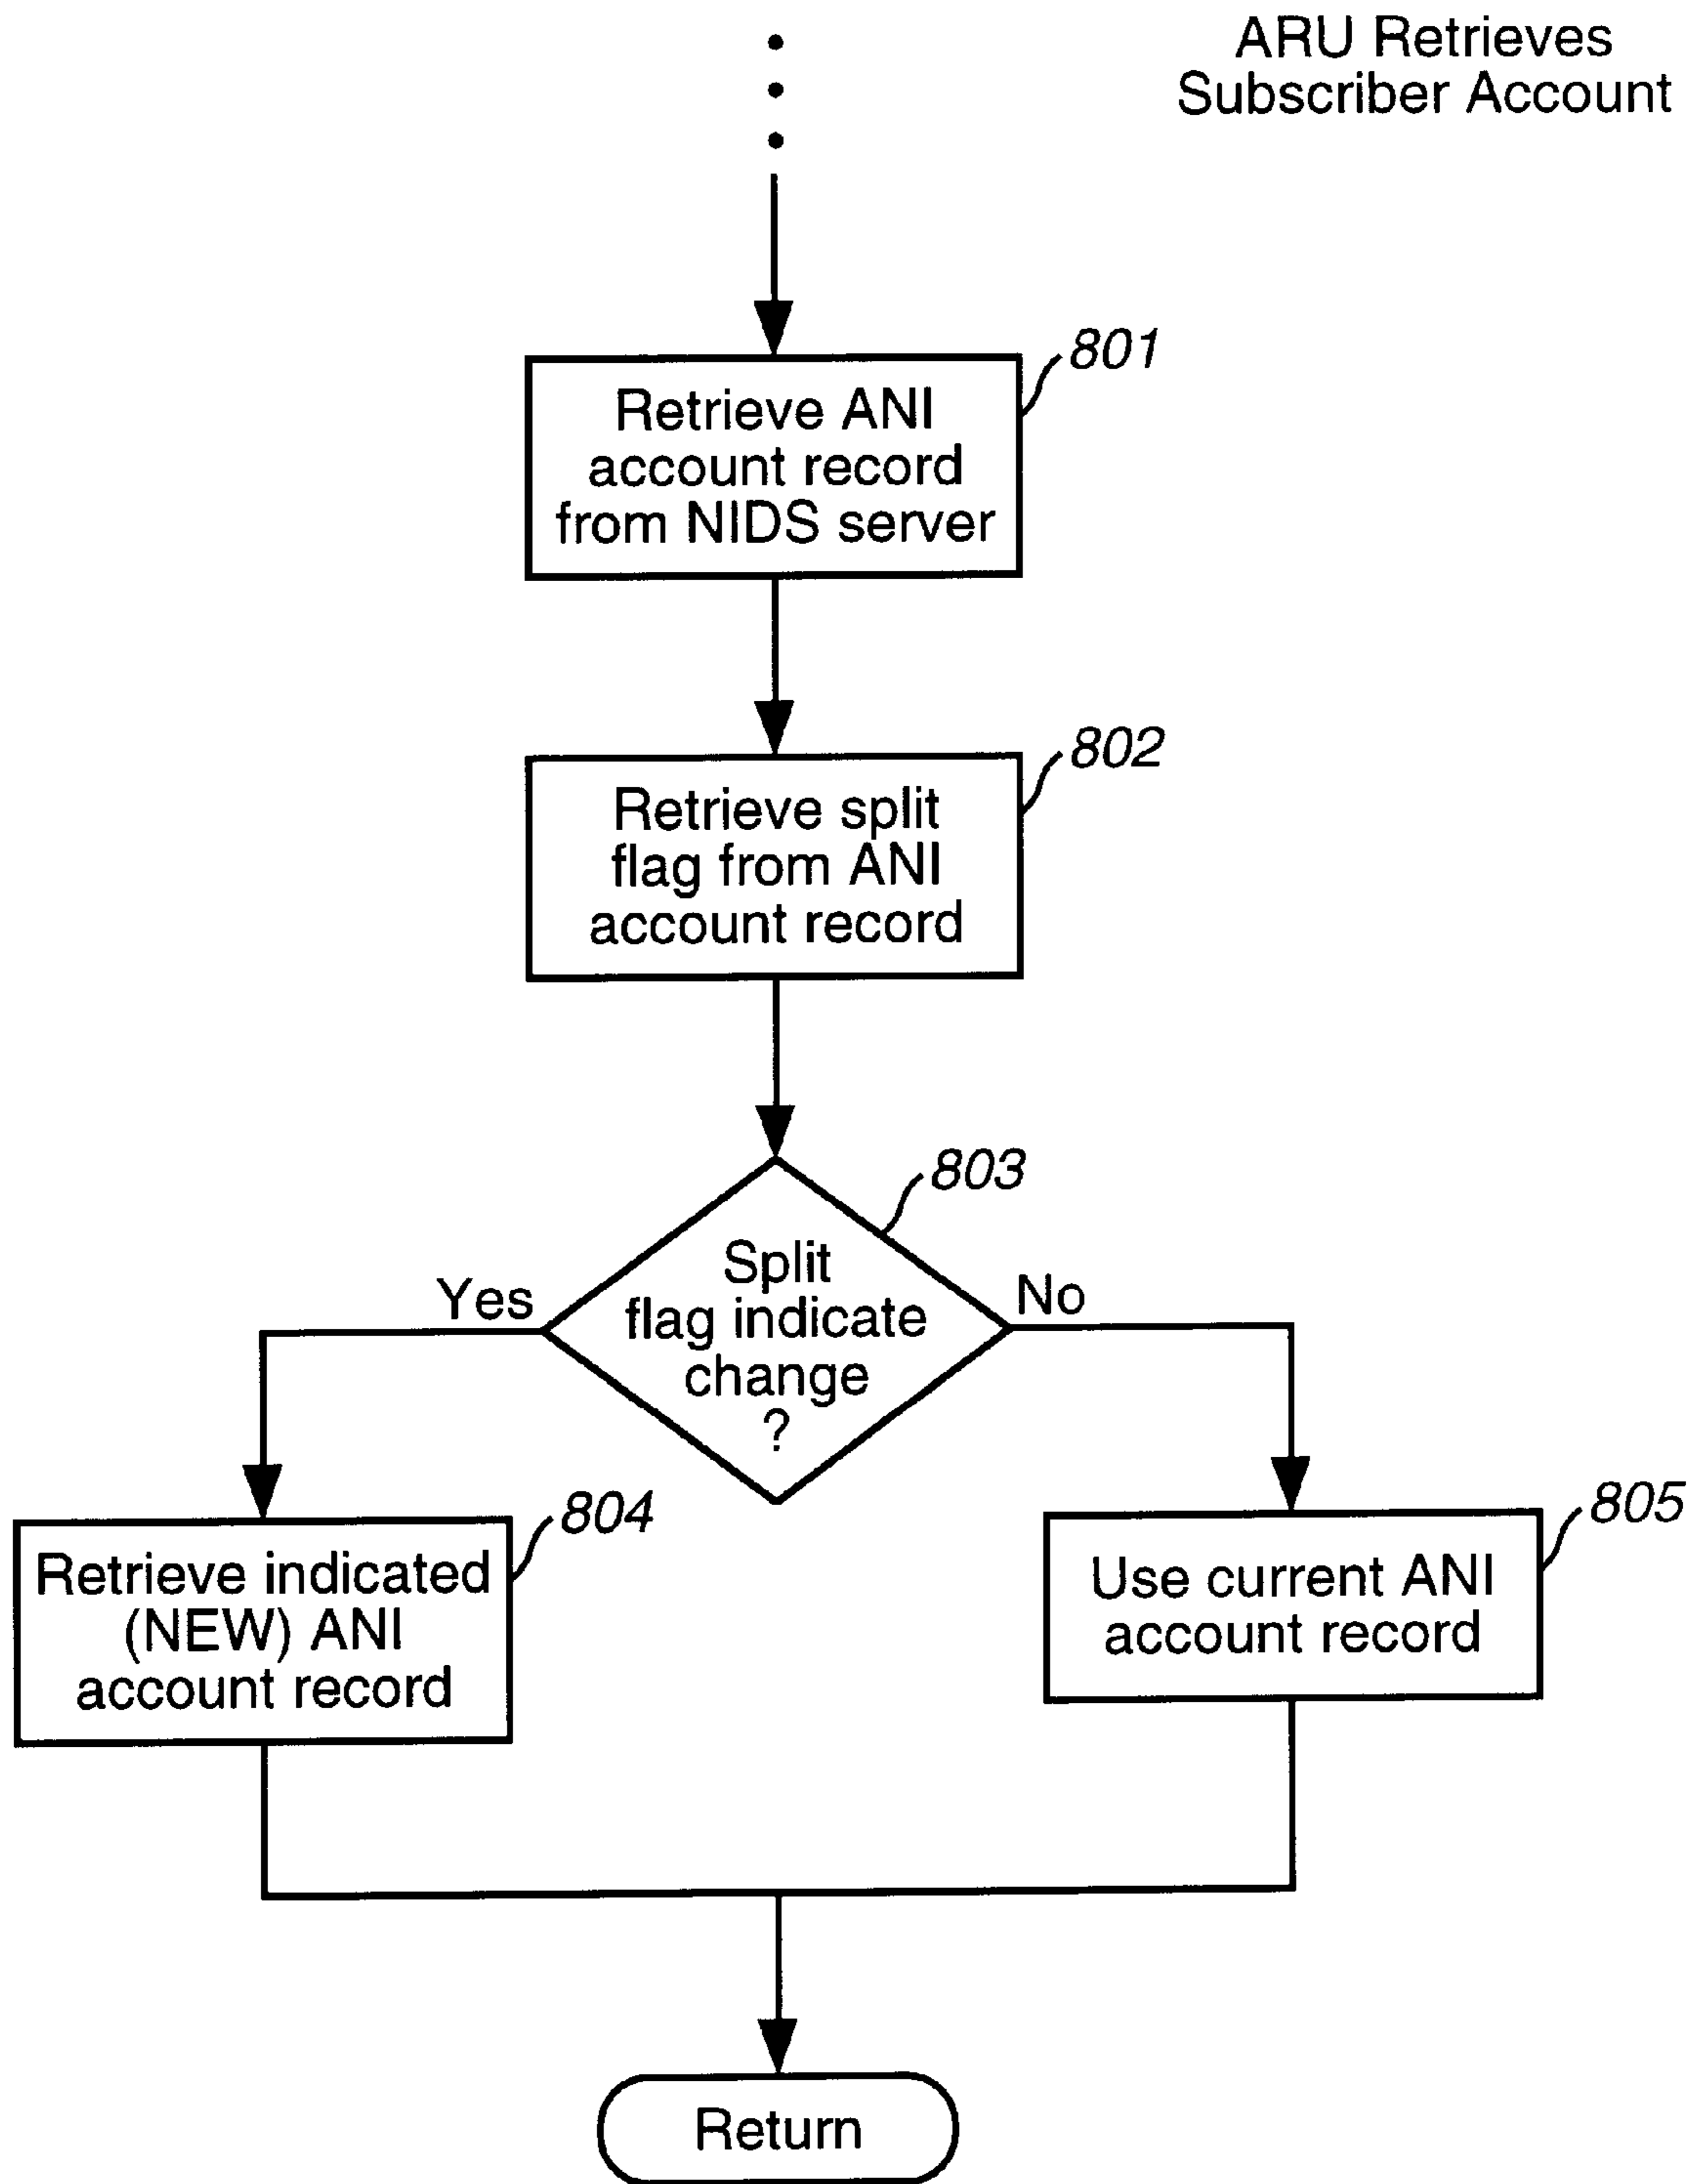 ARU Retrieves
Subscriber Account
801
Retrieve ANI
account record
from NIDS server
802
Retrieve split
flag from ANI
account record
803
Split
flag indicate
change
?
Yes
No
804
Retrieve indicated
(NEW) ANI
account record
805
Use current ANI
account record
Return